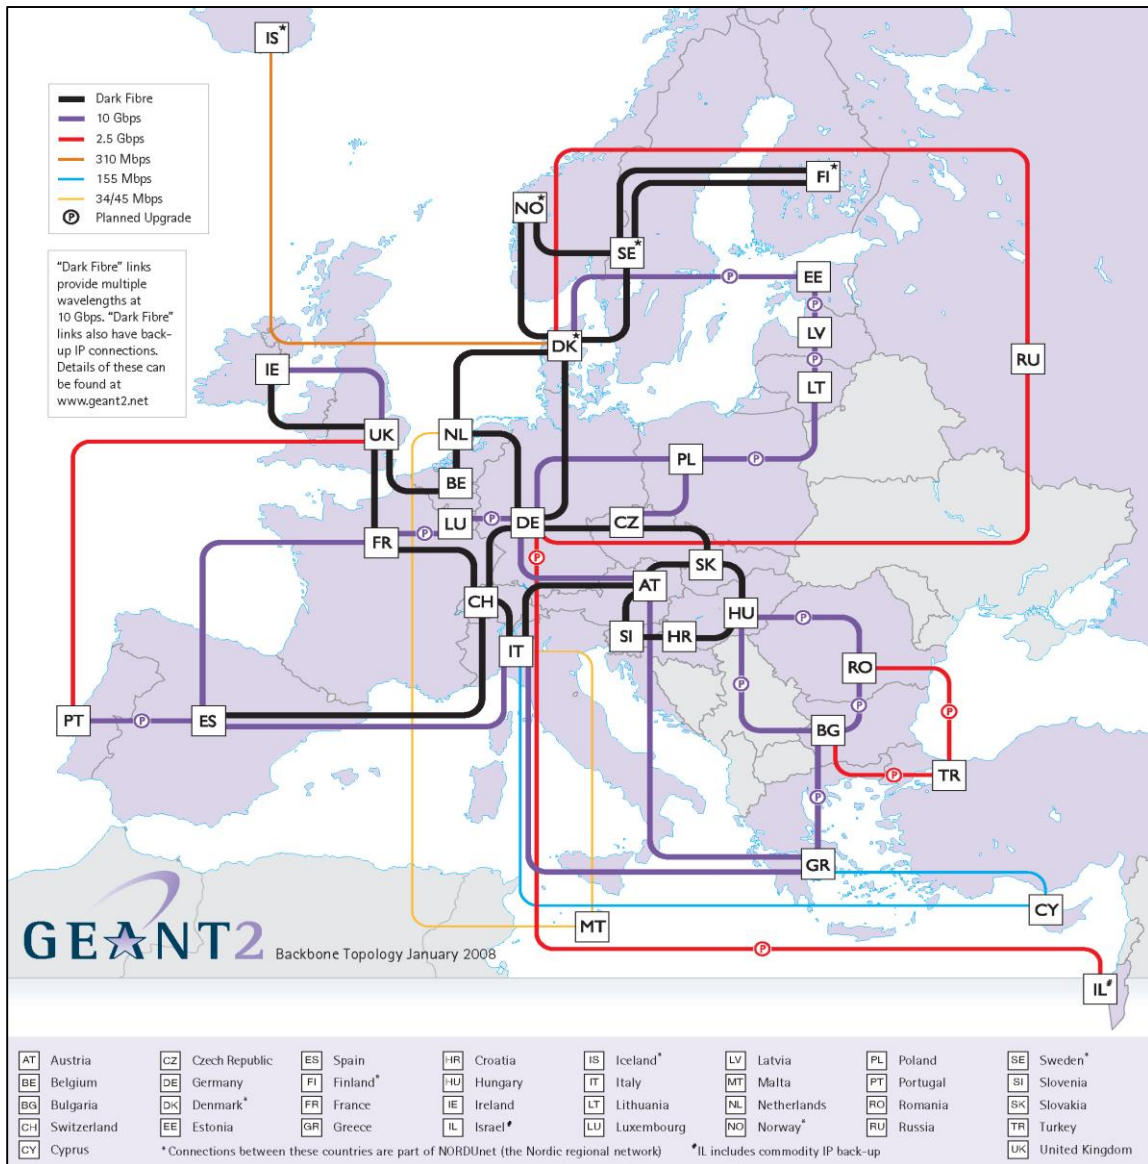 IS*
Dark Fibre
10 Gbps
2.5 Gbps
310 Mbps
155 Mbps
34/45 Mbps
P Planned Upgrade
"Dark Fibre" links
provide multiple
wavelengths at
10 Gbps. "Dark Fibre"
links also have back-
up IP connections.
Details of these can
be found at
www.geant2.net
FI*
NO*
SE*
P
EE
P
LV
DK*
P
RU
IE
LT
UK
NL
PL
P
BE
LU
P
DE
CZ
FR
P
P
SK
AT
CH
HU
P
SI
HR
IT
RO
P
PT
P
ES
P
P
BG
P
TR
P
P
GR
CY
MT
GEANT2
Backbone Topology January 2008
P
IL#
AT Austria
CZ Czech Republic
ES Spain
HR Croatia
IS Iceland*
LV Latvia
PL Poland
SE Sweden*
BE Belgium
DE Germany
FI Finland*
HU Hungary
IT Italy
MT Malta
PT Portugal
SI Slovenia
BG Bulgaria
DK Denmark*
FR France
IE Ireland
LT Lithuania
NL Netherlands
RO Romania
SK Slovakia
CH Switzerland
EE Estonia
GR Greece
IL Israel#
LU Luxembourg
NO Norway*
RU Russia
TR Turkey
CY Cyprus
*Connections between these countries are part of NORDUnet (the Nordic regional network)
#IL includes commodity IP back-up
UK United Kingdom